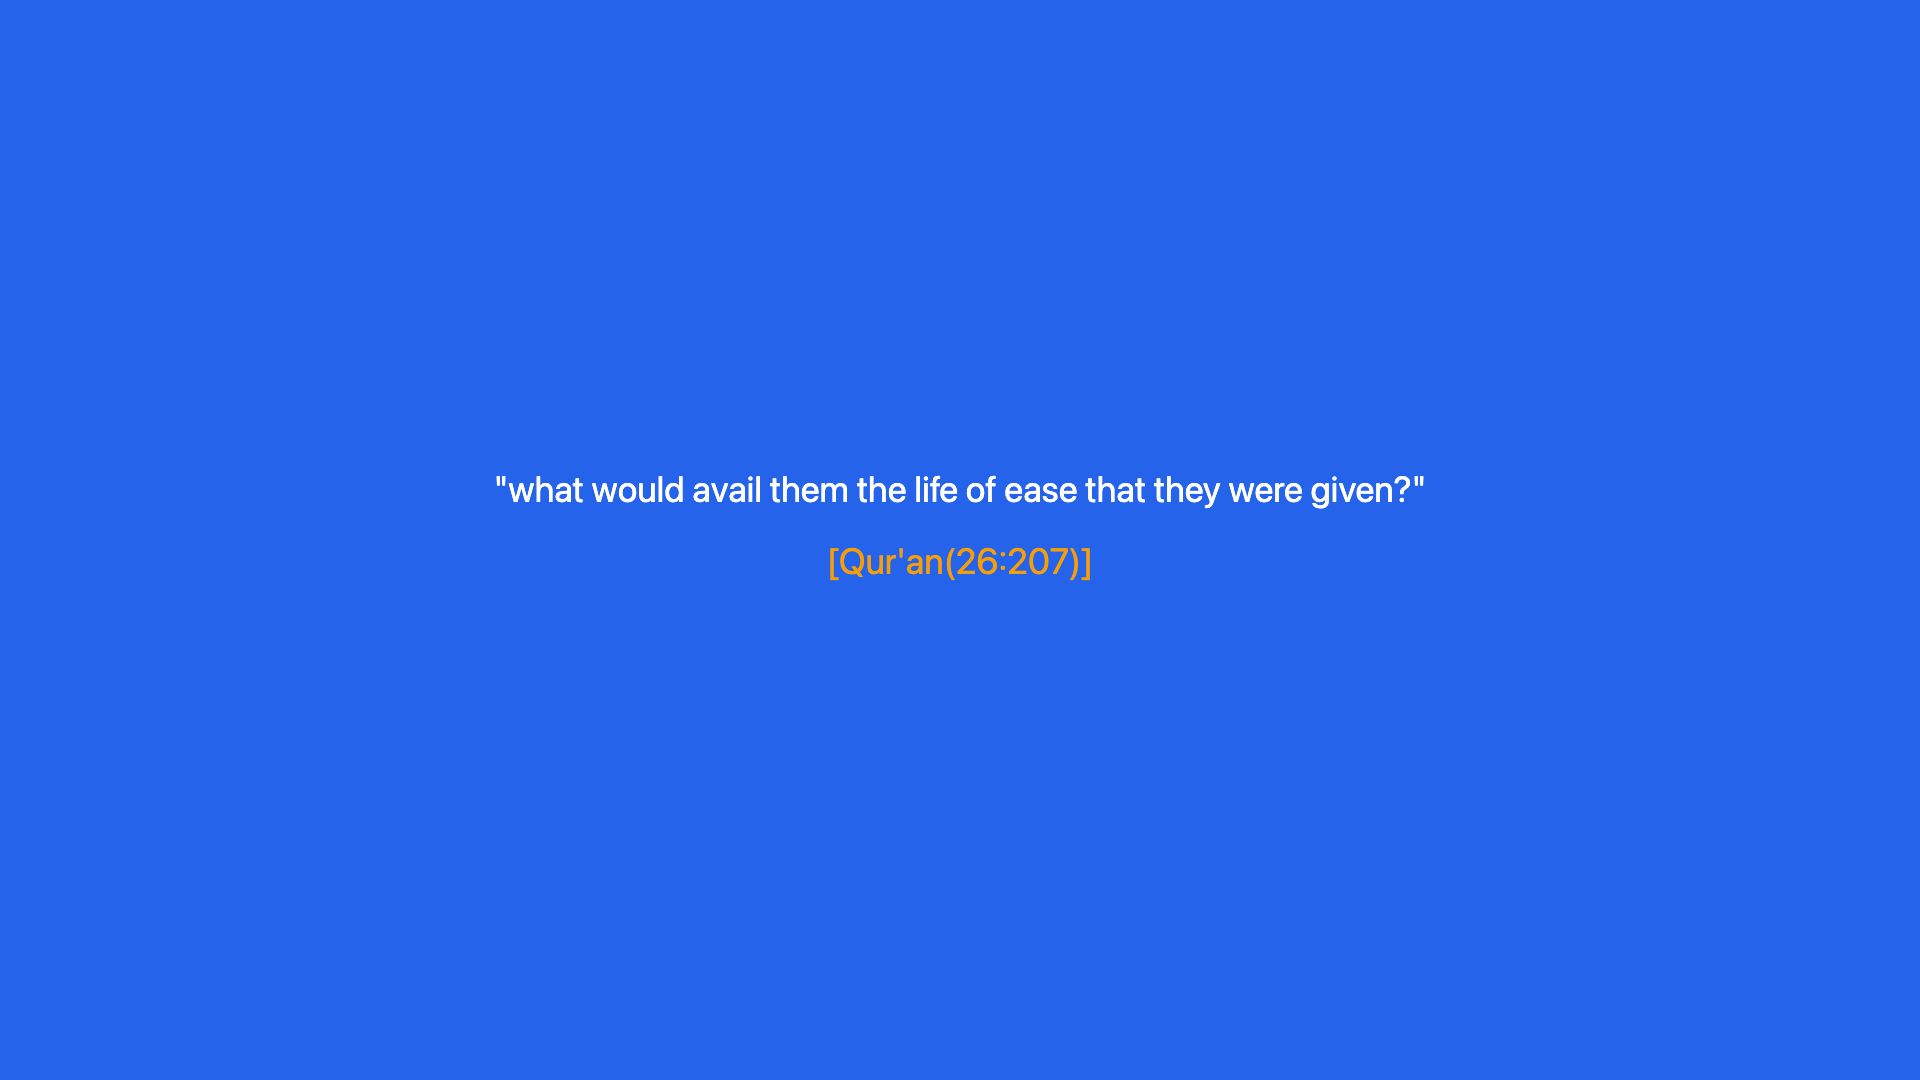 "what would avail them the life of ease that they were given?"
[Qur'an(26:207)]